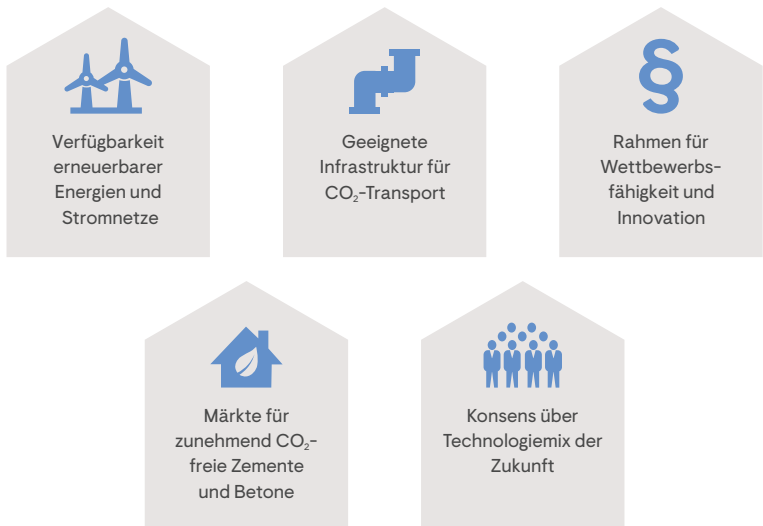 Verfügbarkeit
erneuerbarer
Energien und
Stromnetze
Geeignete
Infrastruktur für
CO₂-Transport
§
Rahmen für
Wettbewerbs-
fähigkeit und
Innovation
Märkte für
zunehmend CO₂-
freie Zemente
und Betone
Konsens über
Technologiemix der
Zukunft